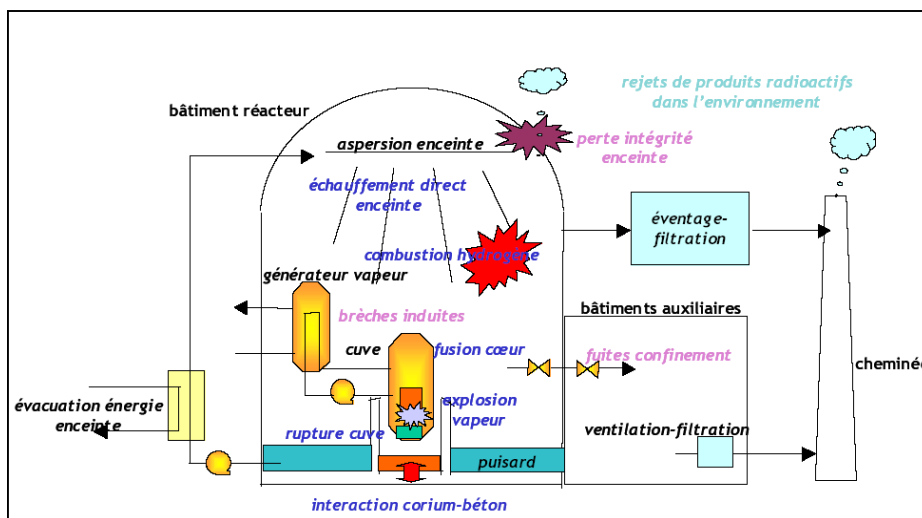 rejets de produits radioactifs
dans l'environnement
bâtiment réacteur
aspersion enceinte
perte intégrité
enceinte
échauffement direct
enceinte
éventage-
filtration
combustion hydrogène
générateur vapeur
bâtiments auxiliaires
brèches induites
cuve
fusion cœur
fuites confinement
cheminée
évacuation énergie
enceinte
explosion
vapeur
rupture cuve
ventilation-filtration
puisard
interaction corium-béton